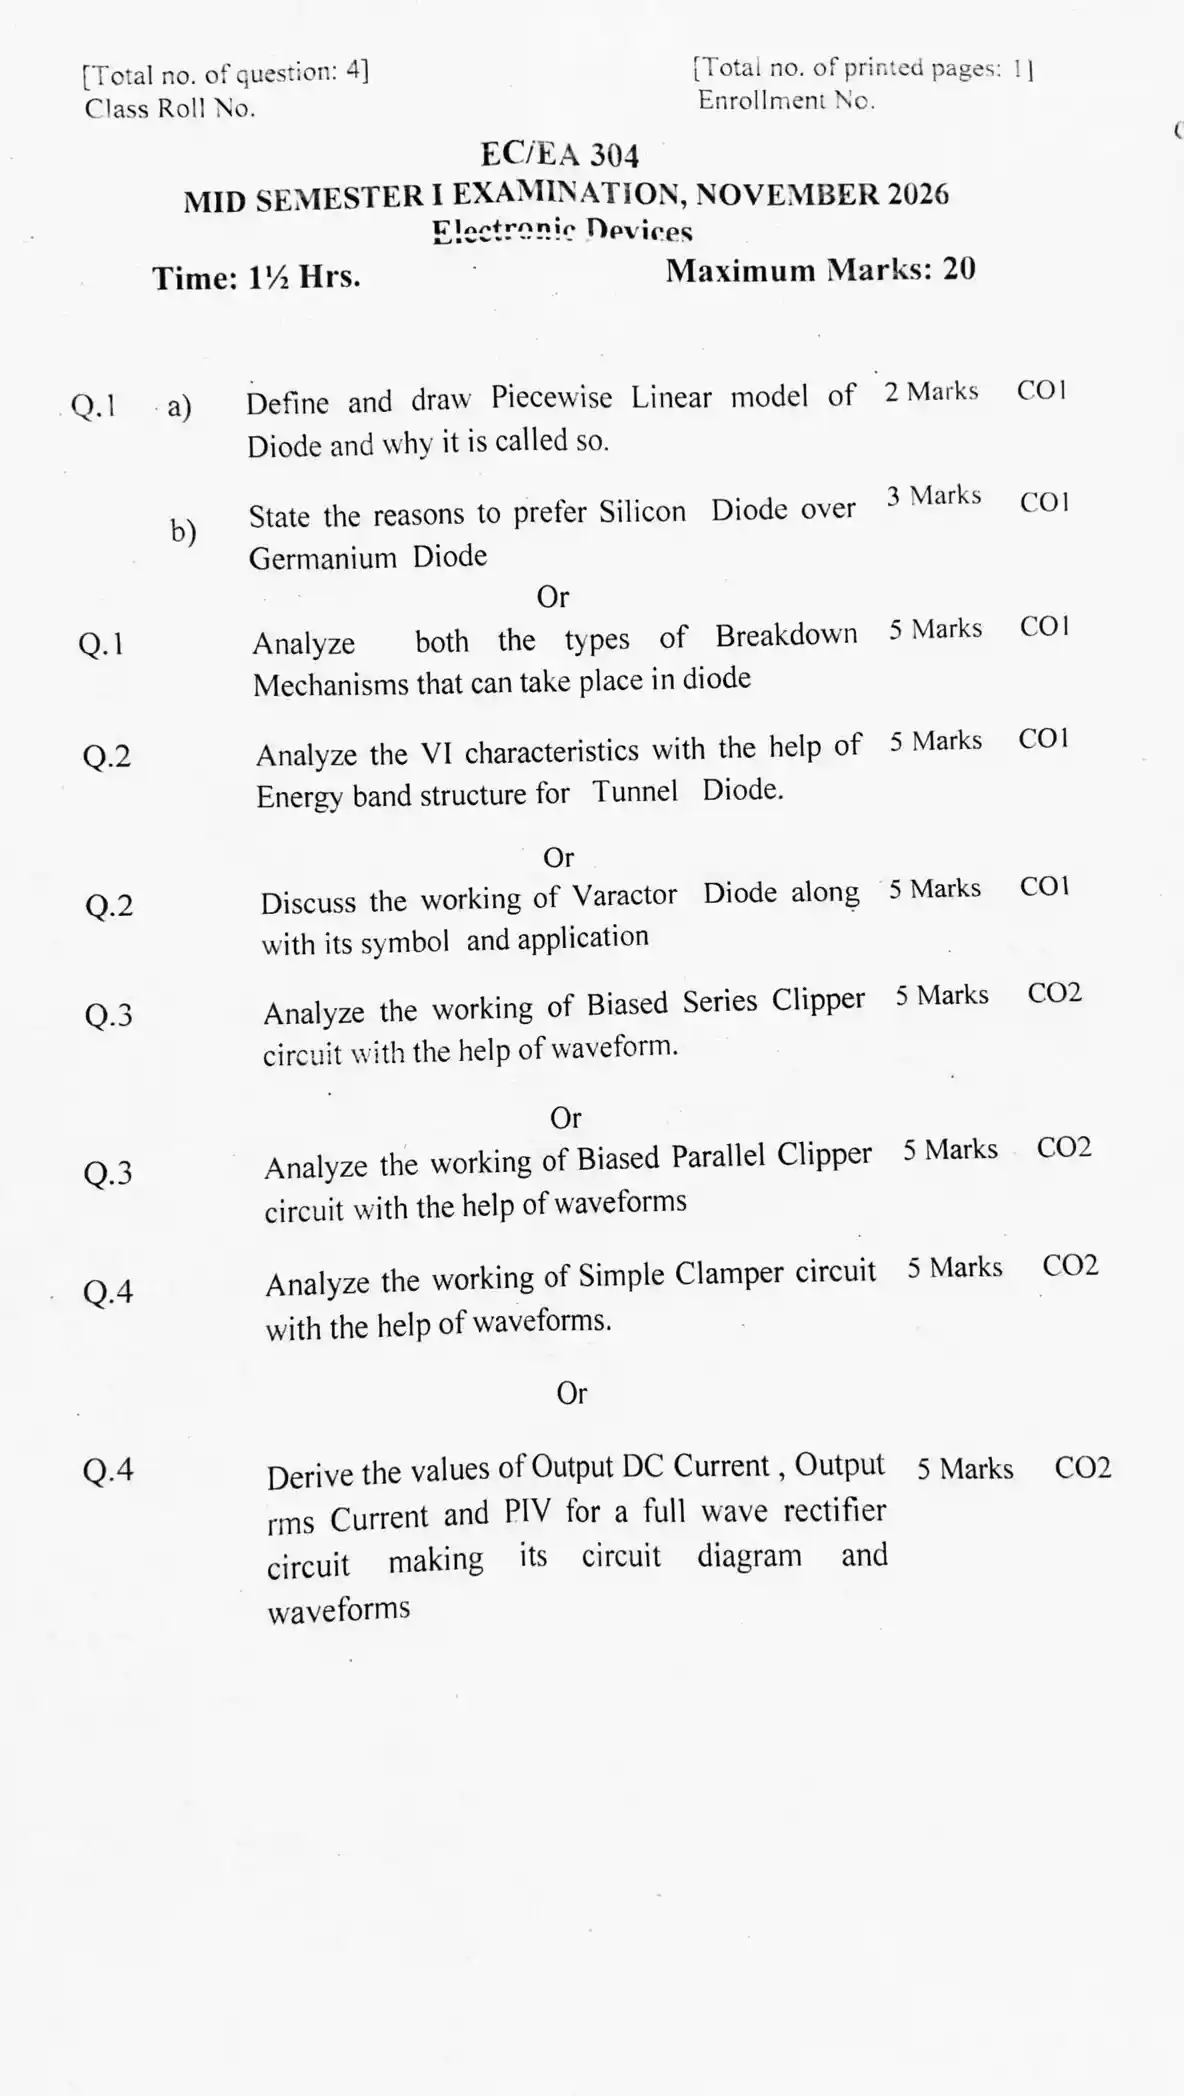 [Total no. of question: 4] [Total no. of printed pages: 1]
Class Roll No. Enrollment No.
EC/EA 304
MID SEMESTER I EXAMINATION, NOVEMBER 2026
Electronic Devices
Time: 1½ Hrs. Maximum Marks: 20
Q.1 a) Define and draw Piecewise Linear model of 2 Marks CO1
Diode and why it is called so.
b) State the reasons to prefer Silicon Diode over 3 Marks CO1
Germanium Diode
Or
Q.1 Analyze both the types of Breakdown 5 Marks CO1
Mechanisms that can take place in diode
Q.2 Analyze the VI characteristics with the help of 5 Marks CO1
Energy band structure for Tunnel Diode.
Or
Q.2 Discuss the working of Varactor Diode along 5 Marks CO1
with its symbol and application
Q.3 Analyze the working of Biased Series Clipper 5 Marks CO2
circuit with the help of waveform.
Or
Q.3 Analyze the working of Biased Parallel Clipper 5 Marks CO2
circuit with the help of waveforms
Q.4 Analyze the working of Simple Clamper circuit 5 Marks CO2
with the help of waveforms.
Or
Q.4 Derive the values of Output DC Current , Output 5 Marks CO2
rms Current and PIV for a full wave rectifier
circuit making its circuit diagram and
waveforms